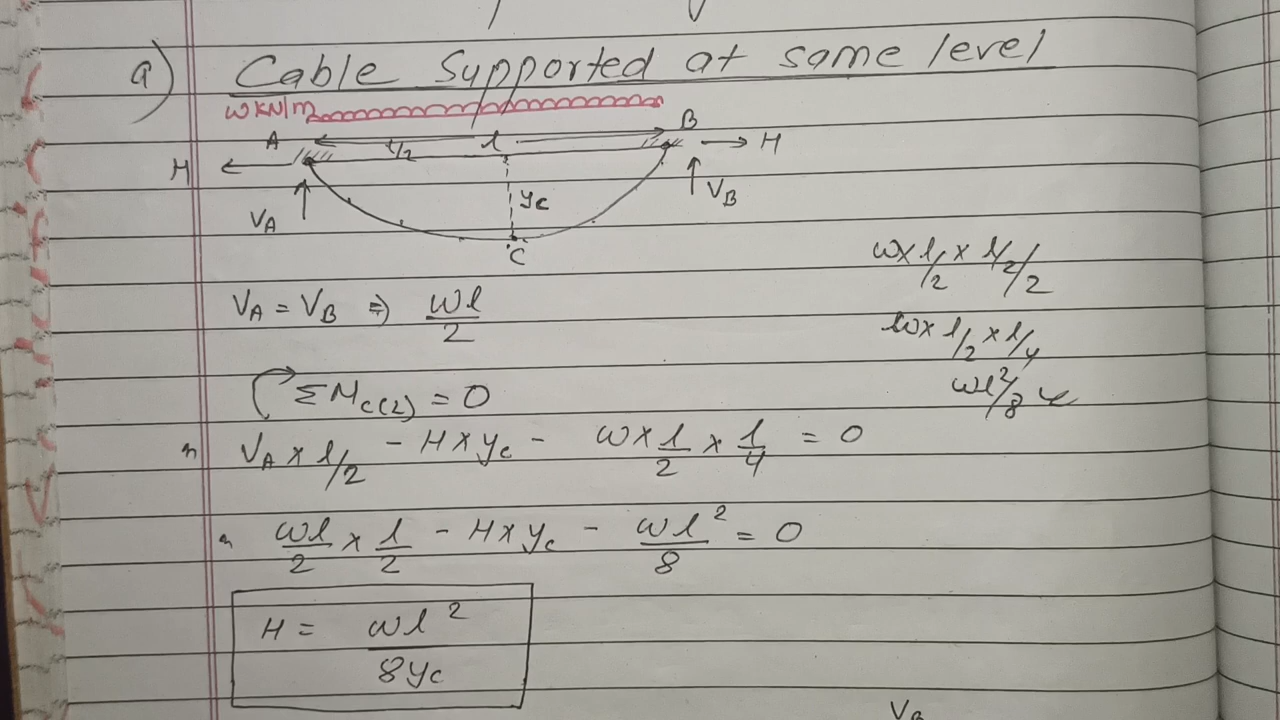 a) Cable Supported at same level
w kN/m
A l/2 l B
H H
VA yc VB
C
w x l/2 x l/2/2
VA = VB ⇒ wl/2
w x l/2 x l/4
wl²/8
ΣMc(L) = 0
VA x l/2 - H x yc - w x l/2 x l/4 = 0
wl/2 x l/2 - H x yc - wl²/8 = 0
H = wl²/8yc
VB